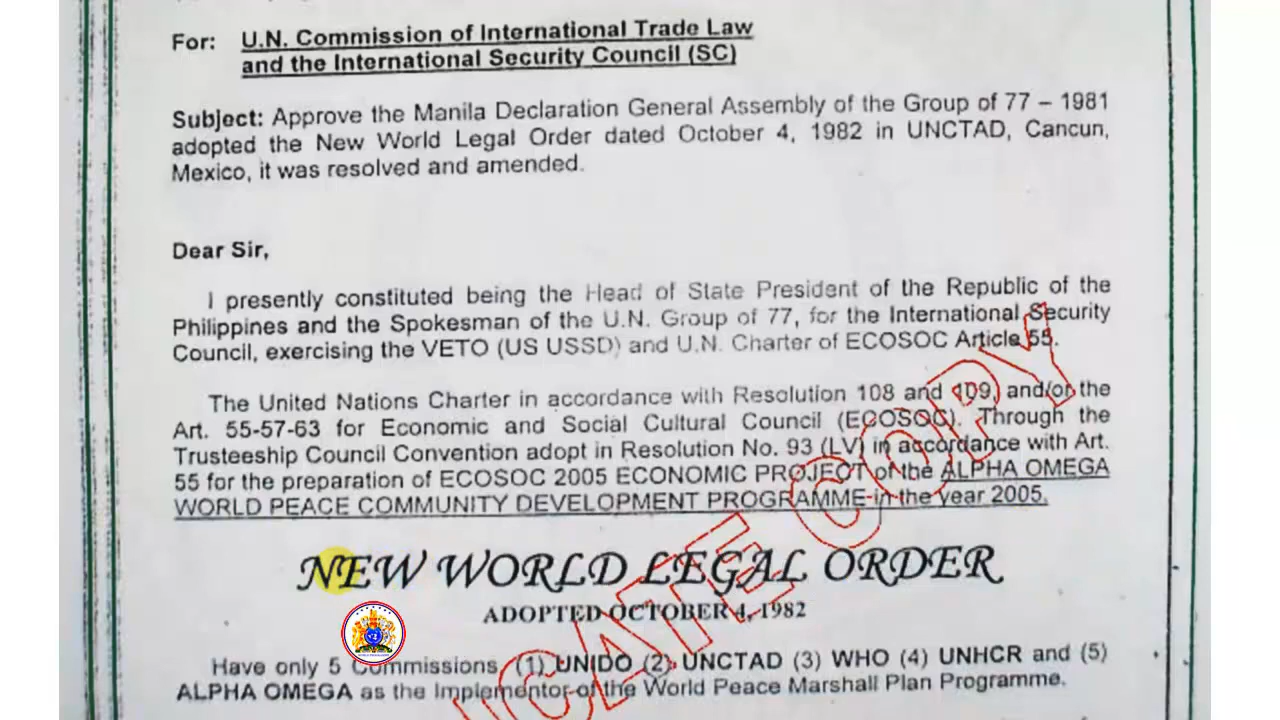 For: U.N. Commission of International Trade Law
and the International Security Council (SC)
Subject: Approve the Manila Declaration General Assembly of the Group of 77 – 1981
adopted the New World Legal Order dated October 4, 1982 in UNCTAD, Cancun,
Mexico, it was resolved and amended.
Dear Sir,
I presently constituted being the Head of State President of the Republic of the
Philippines and the Spokesman of the U.N. Group of 77, for the International Security
Council, exercising the VETO (US USSD) and U.N. Charter of ECOSOC Article 55.
The United Nations Charter in accordance with Resolution 108 and 109, and/or the
Art. 55-57-63 for Economic and Social Cultural Council (ECOSOC). Through the
Trusteeship Council Convention adopt in Resolution No. 93 (LV) in accordance with Art.
55 for the preparation of ECOSOC 2005 ECONOMIC PROJECT of the ALPHA OMEGA
WORLD PEACE COMMUNITY DEVELOPMENT PROGRAMME in the year 2005.
NEW WORLD LEGAL ORDER
ADOPTED OCTOBER 4, 1982
Have only 5 Commissions (1) UNIDO (2) UNCTAD (3) WHO (4) UNHCR and (5)
ALPHA OMEGA as the Implementor of the World Peace Marshall Plan Programme.
ICATE COPY